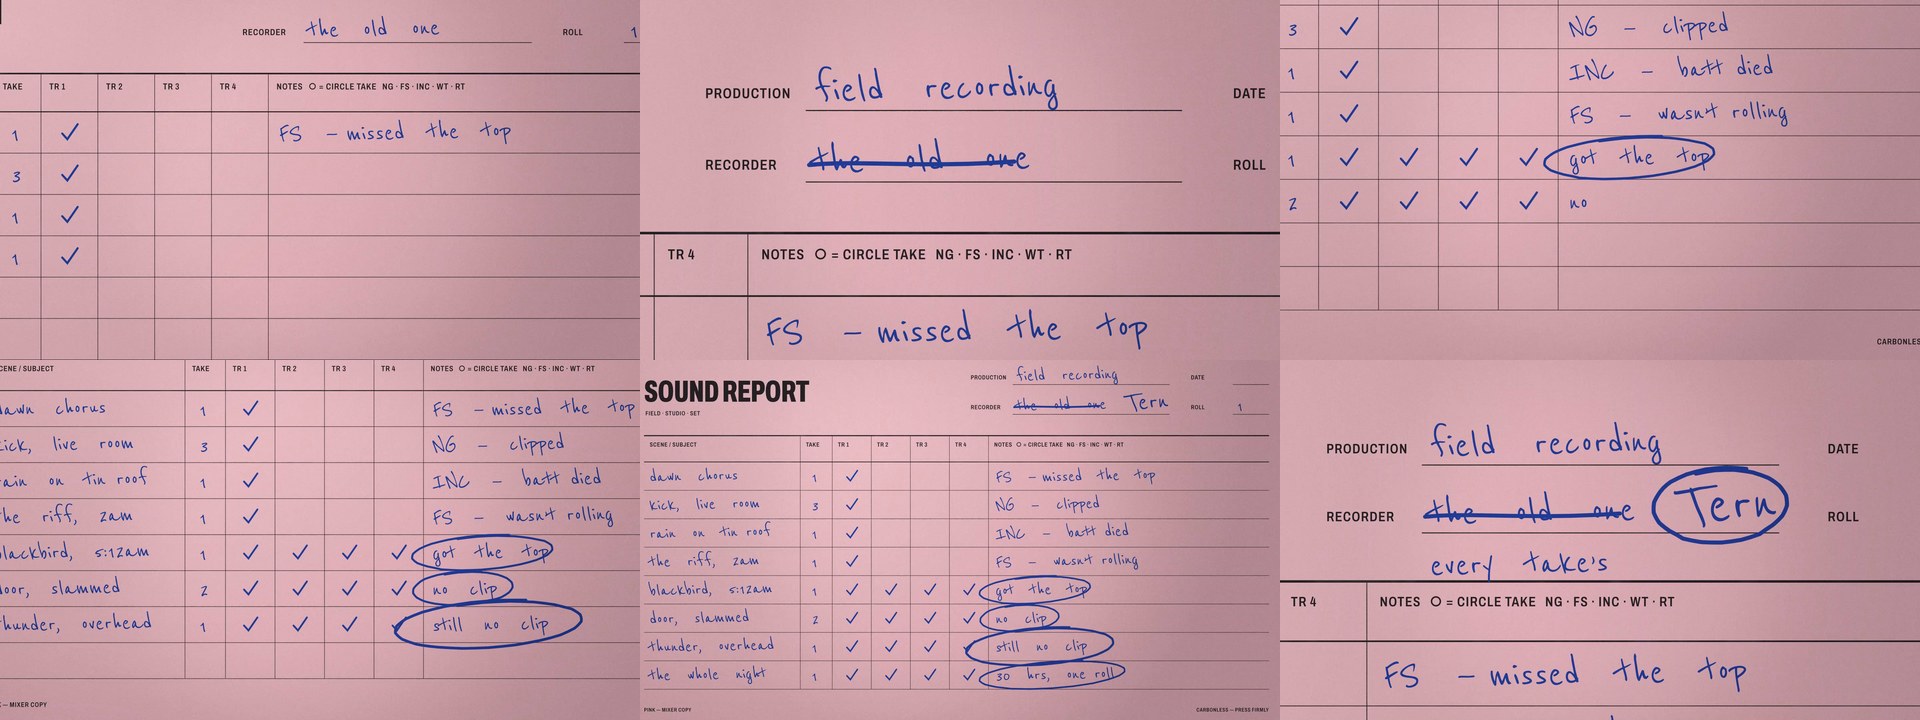 RECORDER the old one ROLL 1
TAKE TR 1 TR 2 TR 3 TR 4 NOTES O = CIRCLE TAKE NG · FS · INC · WT · RT
1 ✓ FS – missed the top
3 ✓
1 ✓
1 ✓
PRODUCTION field recording DATE
RECORDER the old one ROLL
TR 4 NOTES O = CIRCLE TAKE NG · FS · INC · WT · RT
FS – missed the top
3 ✓ NG – clipped
1 ✓ INC – batt died
1 ✓ FS – wasn't rolling
1 ✓ ✓ ✓ ✓ got the top
2 ✓ ✓ ✓ ✓ no
CARBONLES
CENE / SUBJECT TAKE TR 1 TR 2 TR 3 TR 4 NOTES O = CIRCLE TAKE NG · FS · INC · WT · RT
dawn chorus 1 ✓ FS – missed the top
kick, live room 3 ✓ NG – clipped
rain on tin roof 1 ✓ INC – batt died
the riff, 2am 1 ✓ FS – wasn't rolling
blackbird, 5:12am 1 ✓ ✓ ✓ ✓ got the top
door, slammed 2 ✓ ✓ ✓ ✓ no clip
thunder, overhead 1 ✓ ✓ ✓ ✓ still no clip
— MIXER COPY
SOUND REPORT
FIELD · STUDIO · SET
PRODUCTION field recording DATE
RECORDER the old one Tern ROLL 1
SCENE / SUBJECT TAKE TR 1 TR 2 TR 3 TR 4 NOTES O = CIRCLE TAKE NG · FS · INC · WT · RT
dawn chorus 1 ✓ FS – missed the top
kick, live room 3 ✓ NG – clipped
rain on tin roof 1 ✓ INC – batt died
the riff, 2am 1 ✓ FS – wasn't rolling
blackbird, 5:12am 1 ✓ ✓ ✓ ✓ got the top
door, slammed 2 ✓ ✓ ✓ ✓ no clip
thunder, overhead 1 ✓ ✓ ✓ ✓ still no clip
the whole night 1 ✓ ✓ ✓ ✓ 30 hrs, one roll
PINK — MIXER COPY CARBONLESS — PRESS FIRMLY
PRODUCTION field recording DATE
RECORDER the old one Tern ROLL
every take's
TR 4 NOTES O = CIRCLE TAKE NG · FS · INC · WT · RT
FS – missed the top